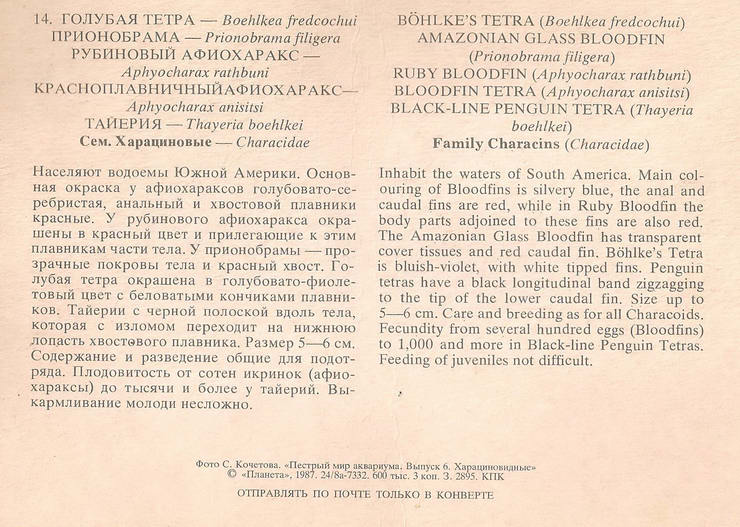 14. ГОЛУБАЯ ТЕТРА — Boehlkea fredcochui
ПРИОНОБРАМА — Prionobrama filigera
РУБИНОВЫЙ АФИОХАРАКС —
Aphyocharax rathbuni
КРАСНОПЛАВНИЧНЫЙАФИОХАРАКС—
Aphyocharax anisitsi
ТАЙЕРИЯ — Thayeria boehlkei
Сем. Харациновые — Characidae
Населяют водоемы Южной Америки. Основ-
ная окраска у афиохараксов голубовато-се-
ребристая, анальный и хвостовой плавники
красные. У рубинового афиохаракса окра-
шены в красный цвет и прилегающие к этим
плавникам части тела. У прионобрамы — про-
зрачные покровы тела и красный хвост. Го-
лубая тетра окрашена в голубовато-фиоле-
товый цвет с беловатыми кончиками плавни-
ков. Тайерии с черной полоской вдоль тела,
которая с изломом переходит на нижнюю
лопасть хвостового плавника. Размер 5—6 см.
Содержание и разведение общие для подот-
ряда. Плодовитость от сотен икринок (афио-
хараксы) до тысячи и более у тайерий. Вы-
кармливание молоди несложно.
BÖHLKE'S TETRA (Boehlkea fredcochui)
AMAZONIAN GLASS BLOODFIN
(Prionobrama filigera)
RUBY BLOODFIN (Aphyocharax rathbuni)
BLOODFIN TETRA (Aphyocharax anisitsi)
BLACK-LINE PENGUIN TETRA (Thayeria
boehlkei)
Family Characins (Characidae)
Inhabit the waters of South America. Main col-
ouring of Bloodfins is silvery blue, the anal and
caudal fins are red, while in Ruby Bloodfin the
body parts adjoined to these fins are also red.
The Amazonian Glass Bloodfin has transparent
cover tissues and red caudal fin. Böhlke's Tetra
is bluish-violet, with white tipped fins. Penguin
tetras have a black longitudinal band zigzagging
to the tip of the lower caudal fin. Size up to
5—6 cm. Care and breeding as for all Characoids.
Fecundity from several hundred eggs (Bloodfins)
to 1,000 and more in Black-line Penguin Tetras.
Feeding of juveniles not difficult.
Фото С. Кочетова. «Пестрый мир аквариума. Выпуск 6. Харациновидные»
© «Планета», 1987. 24/8а-7332. 600 тыс. 3 коп. З. 2895. КПК
ОТПРАВЛЯТЬ ПО ПОЧТЕ ТОЛЬКО В КОНВЕРТЕ